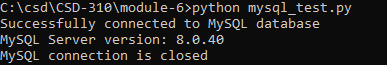 C:\csd\CSD-310\module-6>python mysql_test.py
Successfully connected to MySQL database
MySQL Server version: 8.0.40
MySQL connection is closed